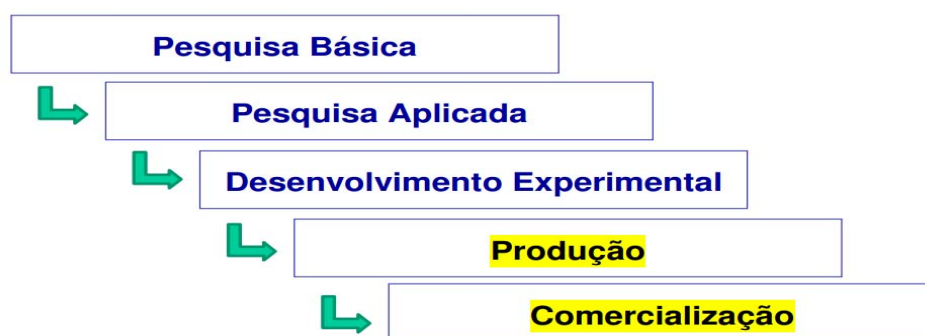 Pesquisa Básica
Pesquisa Aplicada
Desenvolvimento Experimental
Produção
Comercialização